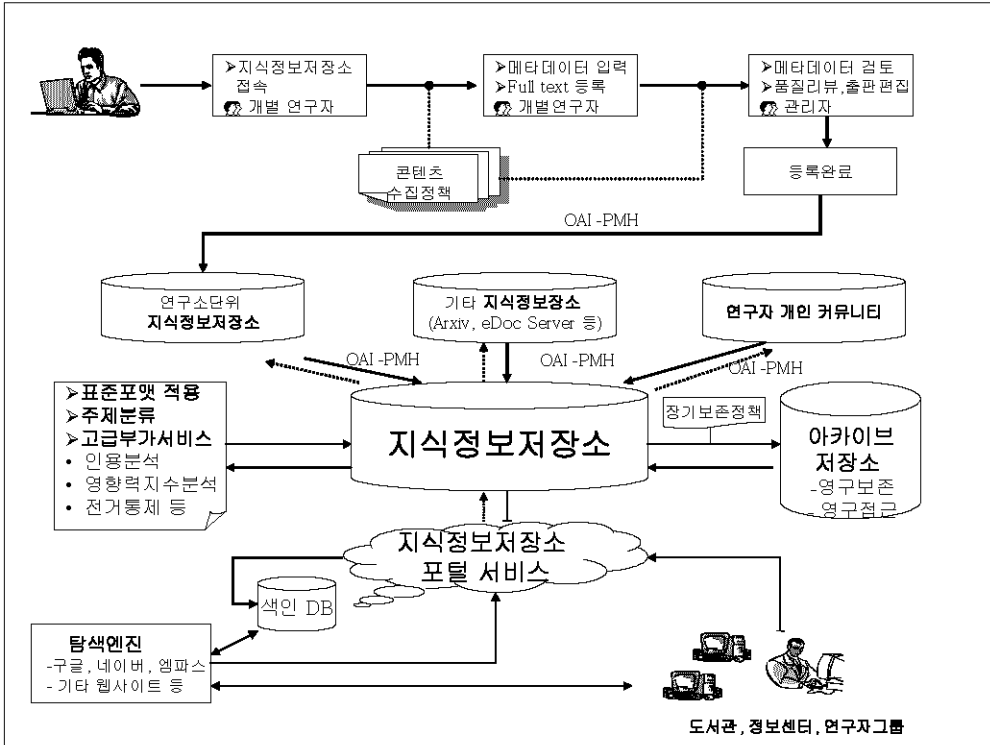 ➢지식정보저장소
접속
개별 연구자
➢메타데이터 입력
➢Full text 등록
개별연구자
➢메타데이터 검토
➢품질리뷰,출판편집
관리자
콘텐츠
수집정책
등록완료
OAI-PMH
연구소단위
지식정보저장소
기타 지식정보장소
(Arxiv, eDoc Server 등)
연구자 개인 커뮤니티
OAI-PMH
OAI-PMH
OAI-PMH
➢표준포맷 적용
➢주제분류
➢고급부가서비스
• 인용분석
• 영향력지수분석
• 전거통제 등
지식정보저장소
장기보존정책
아카이브
저장소
-영구보존
- 영구접근
지식정보저장소
포털 서비스
색인 DB
탐색엔진
-구글, 네이버, 엠파스
- 기타 웹사이트 등
도서관, 정보센터, 연구자그룹